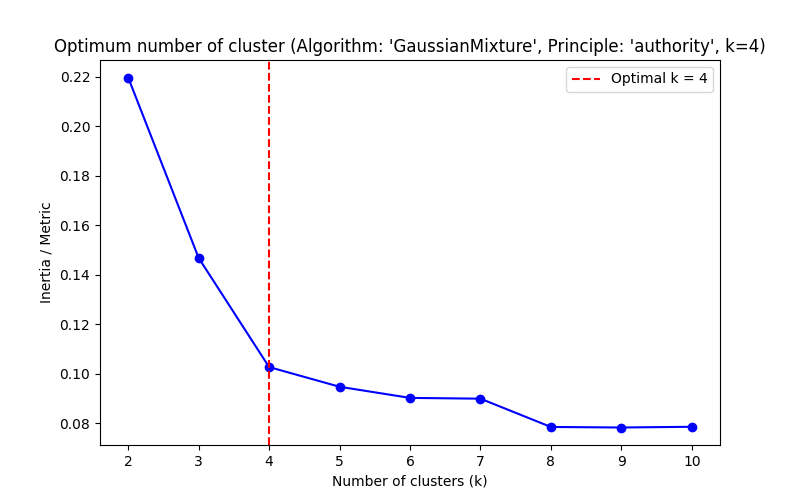 Optimum number of cluster (Algorithm: 'GaussianMixture', Principle: 'authority', k=4)
Optimal k = 4
Inertia / Metric
0.22
0.20
0.18
0.16
0.14
0.12
0.10
0.08
2 3 4 5 6 7 8 9 10
Number of clusters (k)